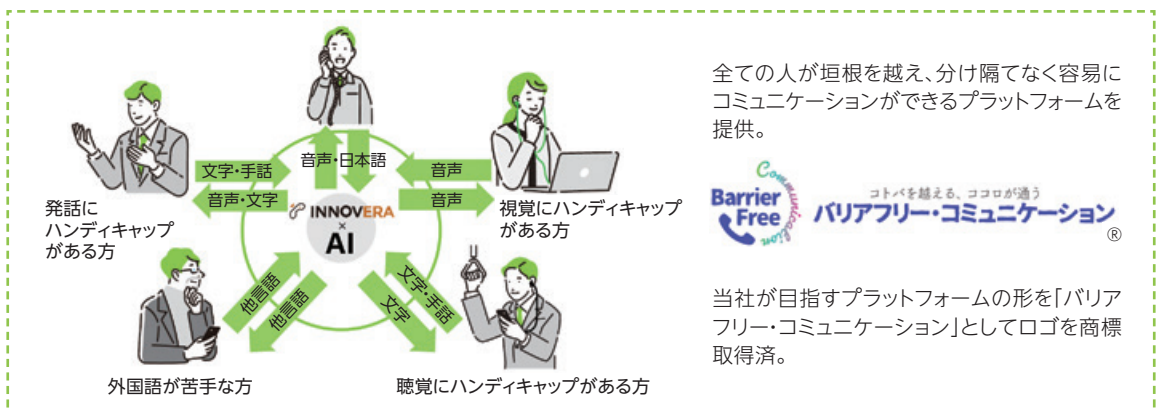 音声・日本語
文字・手話
音声・文字
発話に
ハンディキャップ
がある方
音声
音声
視覚にハンディキャップ
がある方
INNOVERA
×
AI
他言語
他言語
外国語が苦手な方
文字・手話
文字
聴覚にハンディキャップがある方
全ての人が垣根を越え、分け隔てなく容易に
コミュニケーションができるプラットフォームを
提供。
Communication
Barrier
Free
コトバを越える、ココロが通う
バリアフリー・コミュニケーション
®
当社が目指すプラットフォームの形を「バリア
フリー・コミュニケーション」としてロゴを商標
取得済。